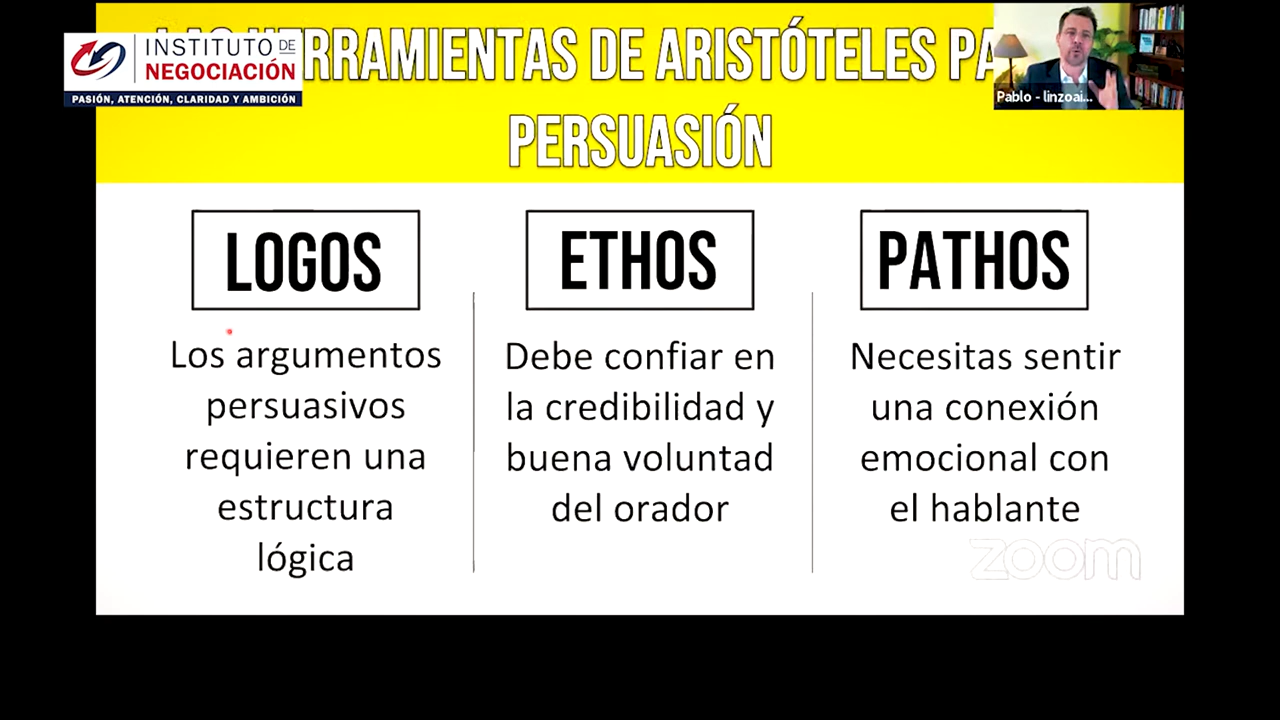 INSTITUTO DE
NEGOCIACIÓN
PASIÓN, ATENCIÓN, CLARIDAD Y AMBICIÓN
HERRAMIENTAS DE ARISTÓTELES
PERSUASIÓN
Pablo - linzoai...
LOGOS
Los argumentos
persuasivos
requieren una
estructura
lógica
ETHOS
Debe confiar en
la credibilidad y
buena voluntad
del orador
PATHOS
Necesitas sentir
una conexión
emocional con
el hablante
zoom